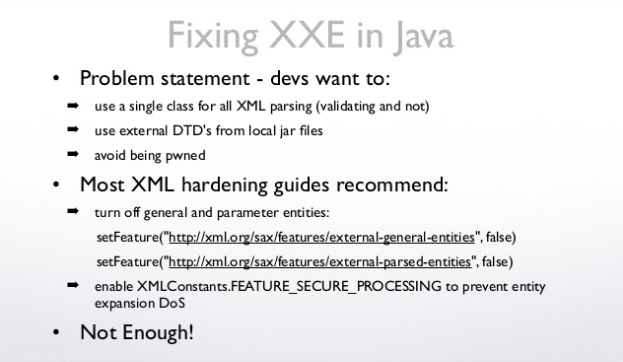 Fixing XXE in Java
• Problem statement - devs want to:
➡ use a single class for all XML parsing (validating and not)
➡ use external DTD's from local jar files
➡ avoid being pwned
• Most XML hardening guides recommend:
➡ turn off general and parameter entities:
setFeature("http://xml.org/sax/features/external-general-entities", false)
setFeature("http://xml.org/sax/features/external-parsed-entities", false)
➡ enable XMLConstants.FEATURE_SECURE_PROCESSING to prevent entity
expansion DoS
• Not Enough!